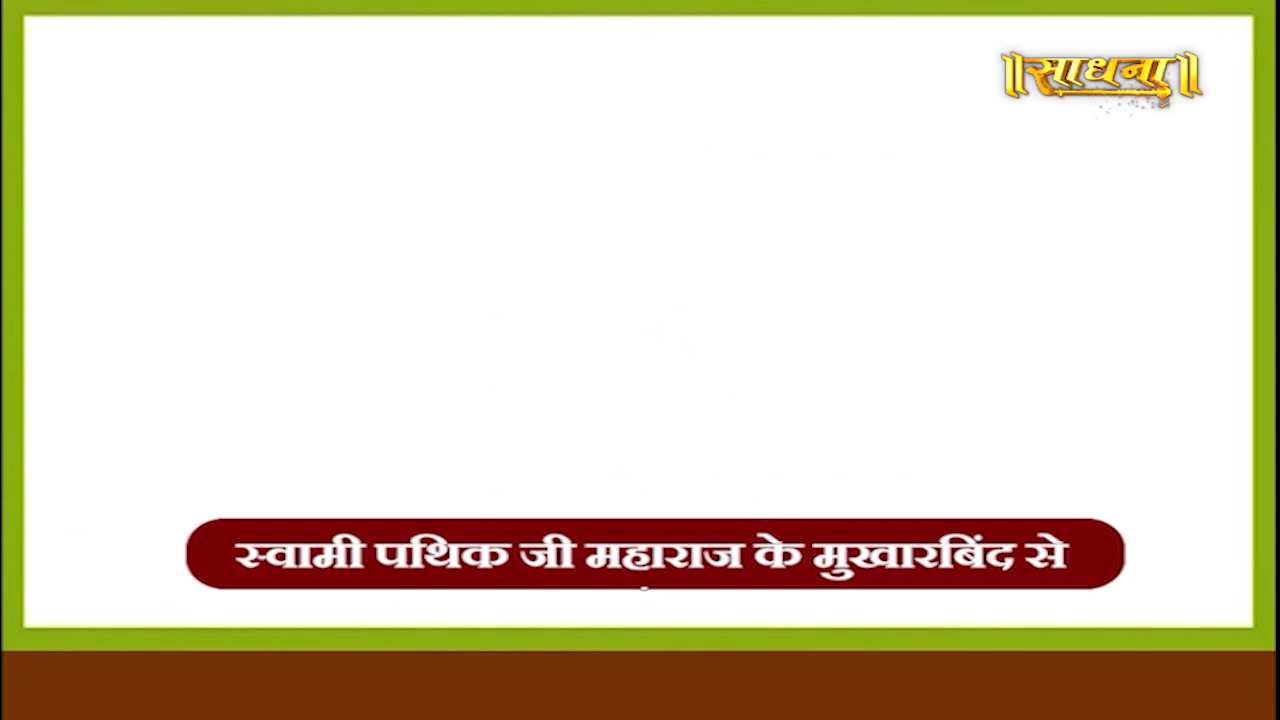 ॥साधना॥
स्वामी पथिक जी महाराज के मुखारबिंद से